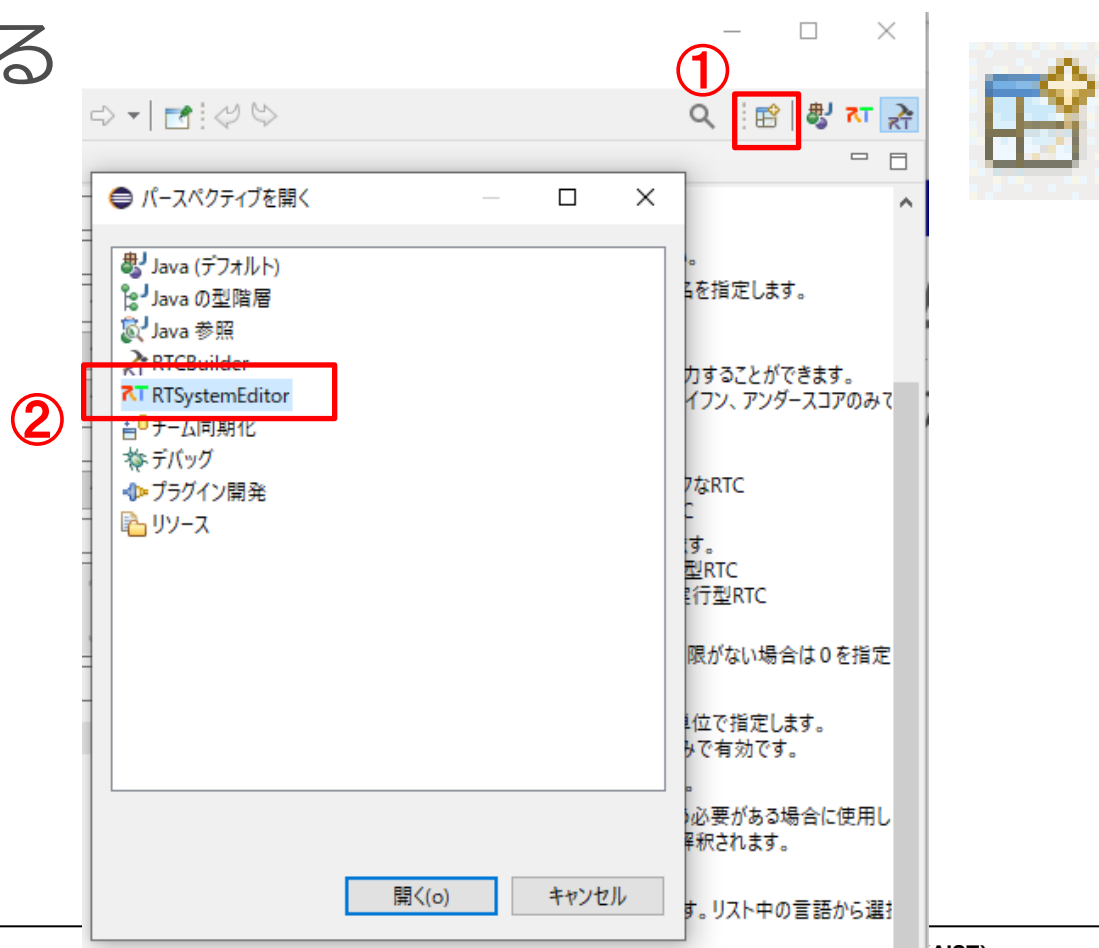 る
①
パースペクティブを開く
Java (デフォルト)
Java の型階層
Java 参照
RTCBuilder
RTSystemEditor
②
チーム同期化
デバッグ
プラグイン開発
リソース
開く(o)
キャンセル
。
名を指定します。
力することができます。
イフン、アンダースコアのみで
なRTC
C
す。
型RTC
実行型RTC
限がない場合は０を指定
単位で指定します。
みで有効です。
。
必要がある場合に使用し
解釈されます。
す。リスト中の言語から選択